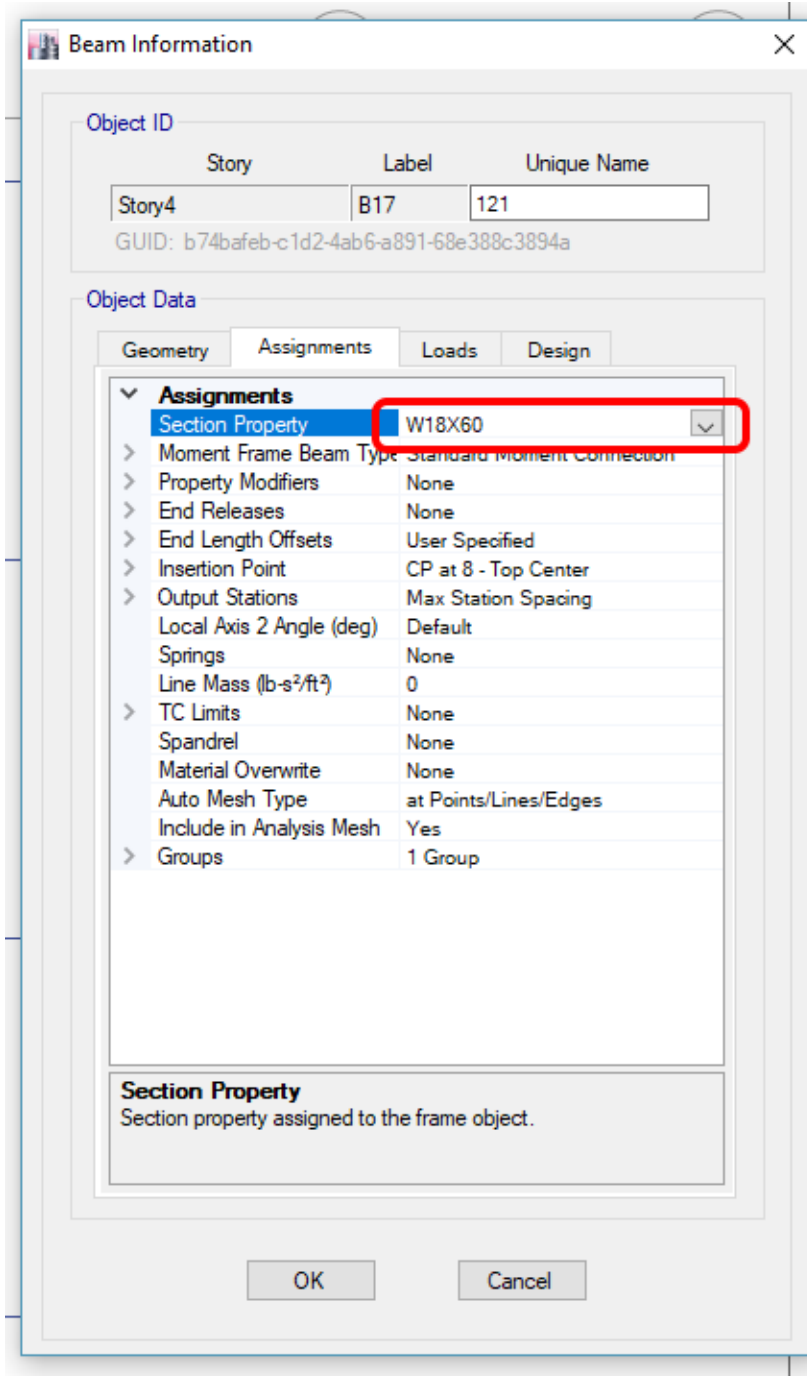 Beam Information
Object ID
Story Label Unique Name
Story4 B17 121
GUID: b74bafeb-c1d2-4ab6-a891-68e388c3894a
Object Data
Geometry Assignments Loads Design
Assignments
Section Property W18X60
Moment Frame Beam Type Standard Moment Connection
Property Modifiers None
End Releases None
End Length Offsets User Specified
Insertion Point CP at 8 - Top Center
Output Stations Max Station Spacing
Local Axis 2 Angle (deg) Default
Springs None
Line Mass (lb-s²/ft²) 0
TC Limits None
Spandrel None
Material Overwrite None
Auto Mesh Type at Points/Lines/Edges
Include in Analysis Mesh Yes
Groups 1 Group
Section Property
Section property assigned to the frame object.
OK Cancel